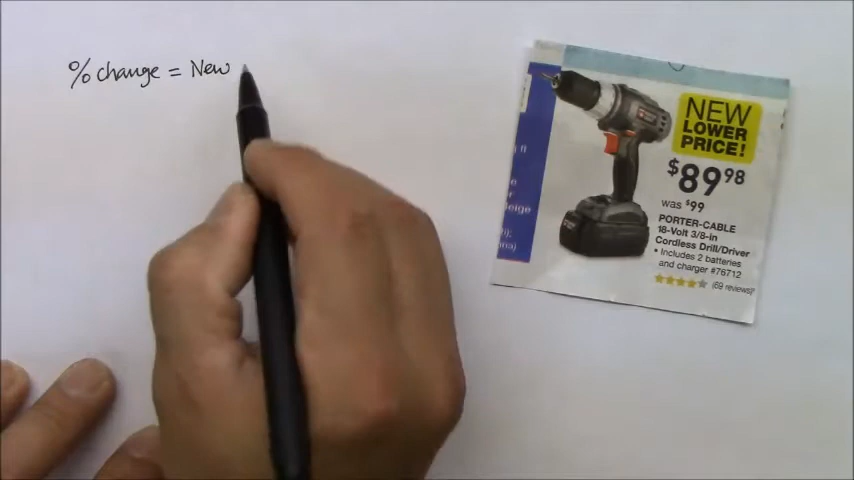 % change = New
NEW
LOWER
PRICE!
$89 98
was $99
PORTER-CABLE
18-Volt 3/8-in
Cordless Drill/Driver
• Includes 2 batteries
and charger #76712
(69 reviews)